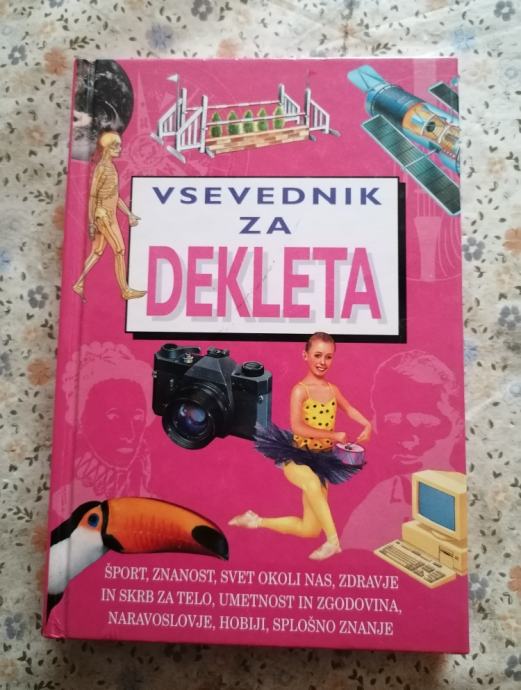 VSEVEDNIK
ZA
DEKLETA
ŠPORT, ZNANOST, SVET OKOLI NAS, ZDRAVJE
IN SKRB ZA TELO, UMETNOST IN ZGODOVINA,
NARAVOSLOVJE, HOBIJI, SPLOŠNO ZNANJE